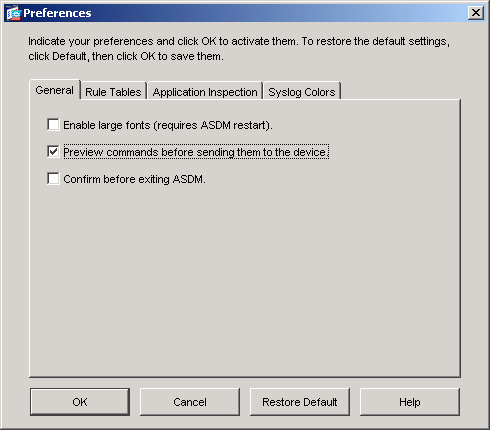 Preferences
Indicate your preferences and click OK to activate them. To restore the default settings,
click Default, then click OK to save them.
General Rule Tables Application Inspection Syslog Colors
Enable large fonts (requires ASDM restart).
Preview commands before sending them to the device.
Confirm before exiting ASDM.
OK Cancel Restore Default Help